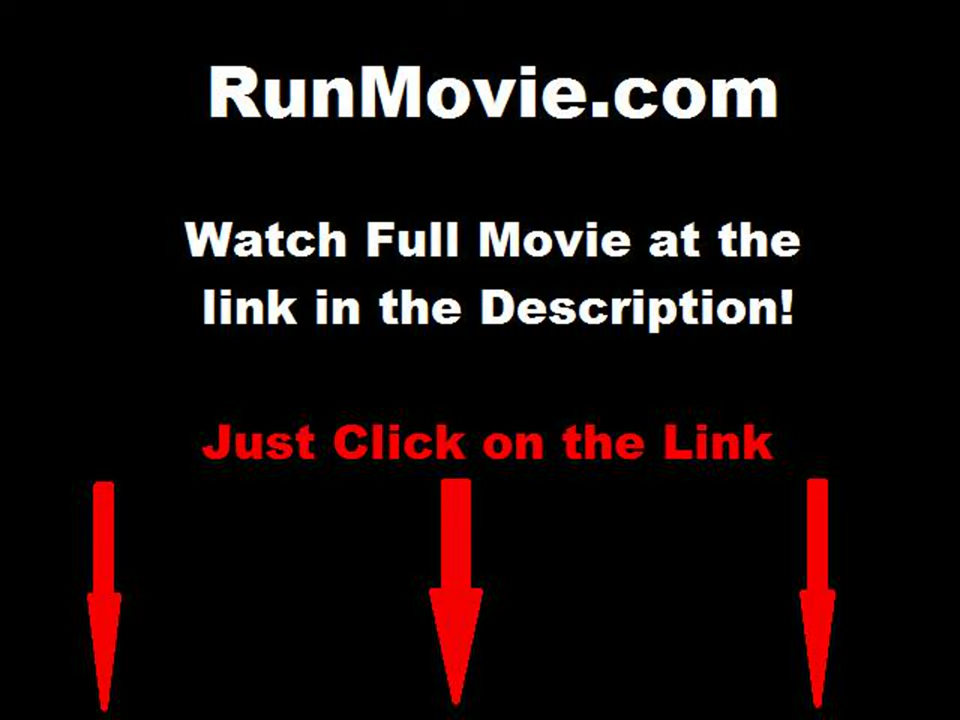 RunMovie.com
Watch Full Movie at the
link in the Description!
Just Click on the Link